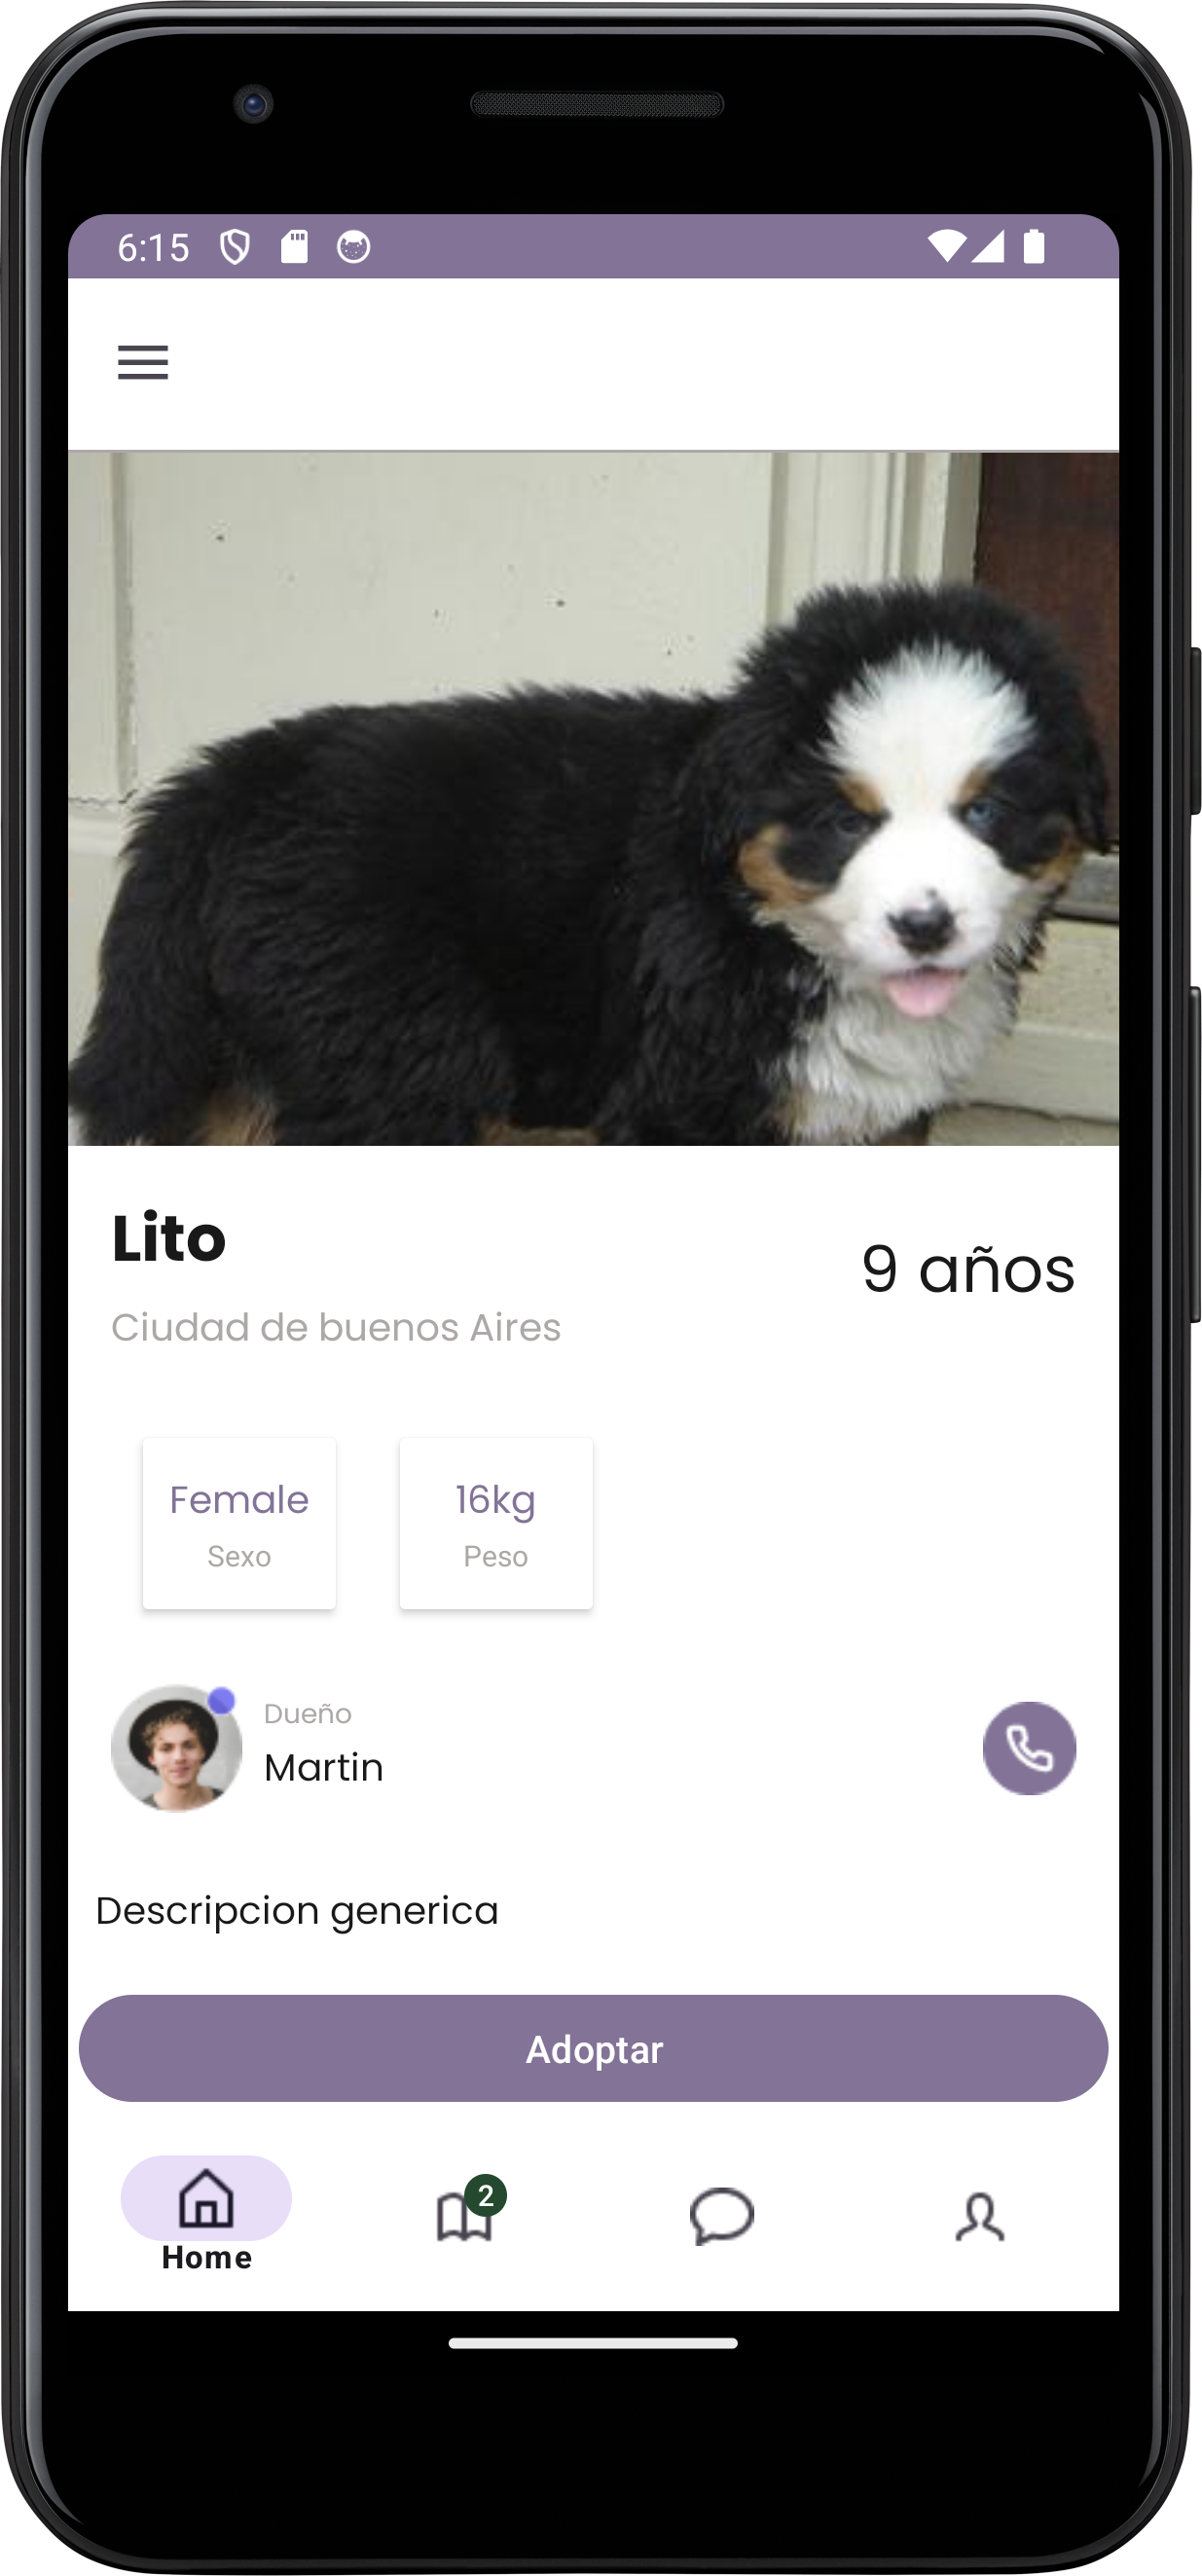 6:15
Lito
9 años
Ciudad de buenos Aires
Female
Sexo
16kg
Peso
Dueño
Martin
Descripcion generica
Adoptar
2
Home